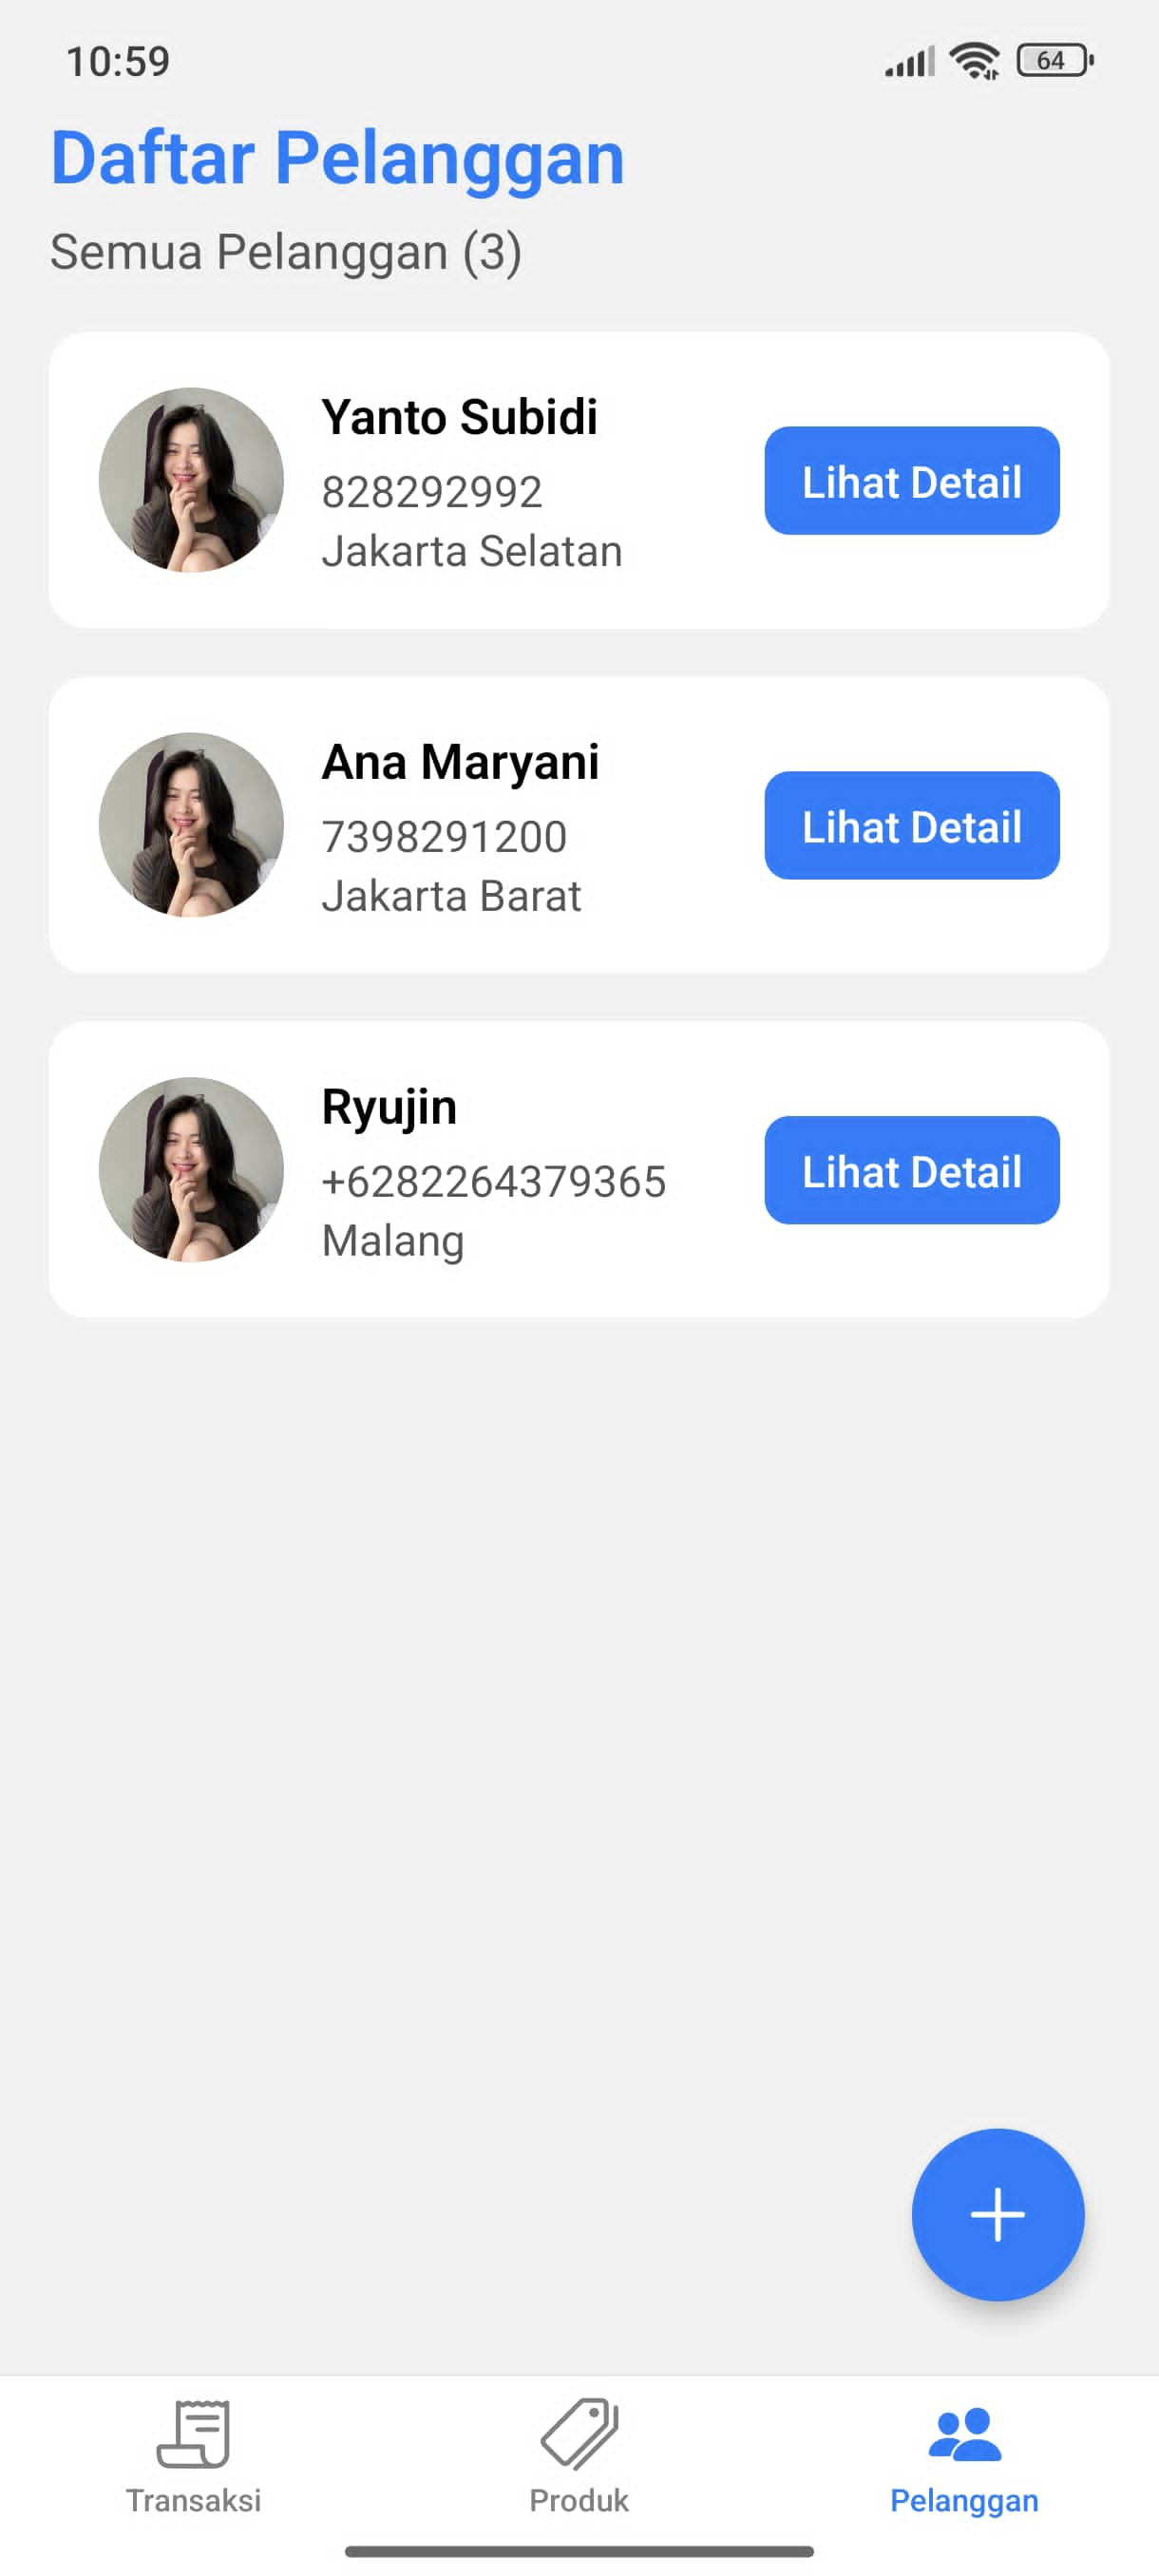 10:59
64
Daftar Pelanggan
Semua Pelanggan (3)
Yanto Subidi
828292992
Jakarta Selatan
Lihat Detail
Ana Maryani
7398291200
Jakarta Barat
Lihat Detail
Ryujin
+6282264379365
Malang
Lihat Detail
Transaksi
Produk
Pelanggan